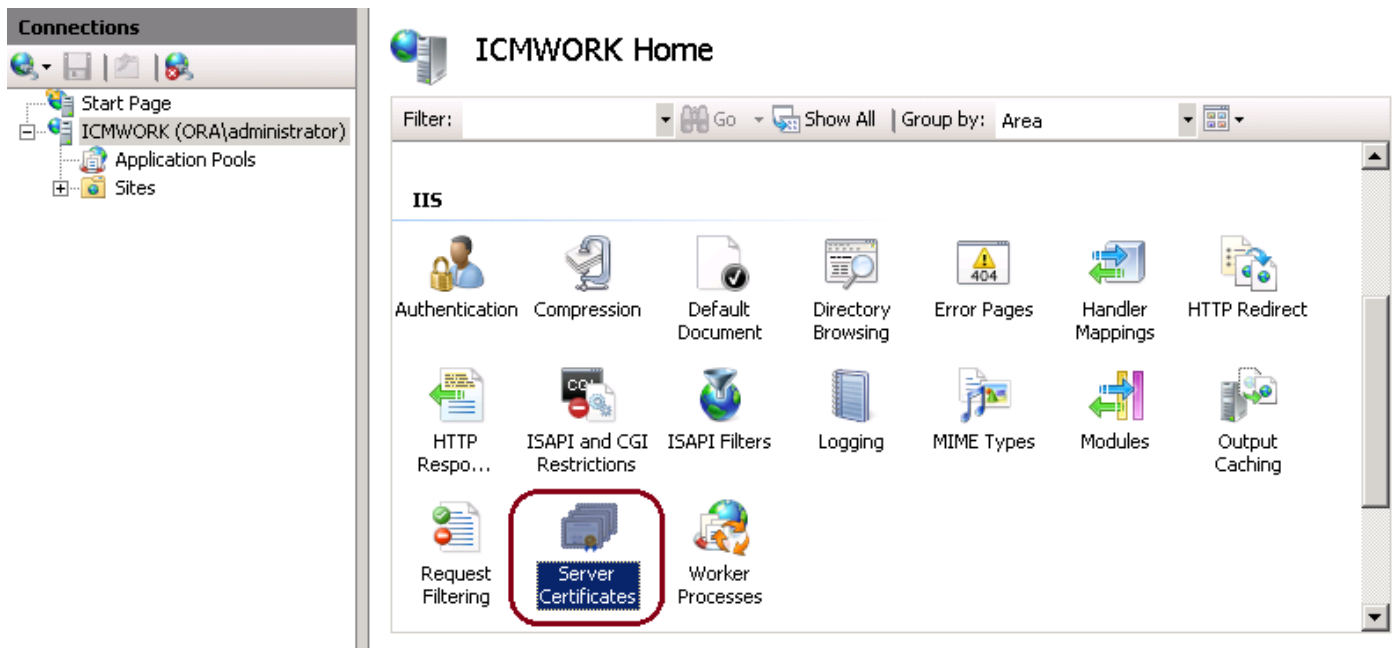 Connections
Start Page
ICMWORK (ORA\administrator)
Application Pools
Sites
ICMWORK Home
Filter: Go Show All Group by: Area
IIS
Authentication Compression Default Document Directory Browsing Error Pages Handler Mappings HTTP Redirect
404
HTTP Respo... ISAPI and CGI Restrictions ISAPI Filters Logging MIME Types Modules Output Caching
Request Filtering Server Certificates Worker Processes